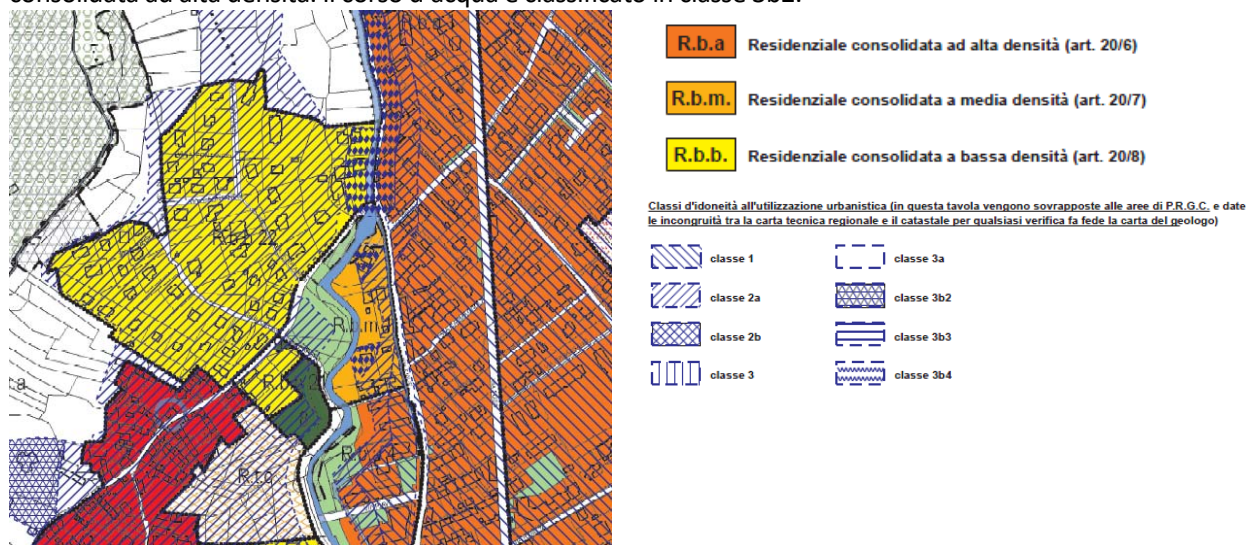 consolidata ad alta densità. Il corso d'acqua è classificato in classe 3b2.
R.b.a Residenziale consolidata ad alta densità (art. 20/6)
R.b.m. Residenziale consolidata a media densità (art. 20/7)
R.b.b. Residenziale consolidata a bassa densità (art. 20/8)
Classi d'idoneità all'utilizzazione urbanistica (in questa tavola vengono sovrapposte alle aree di P.R.G.C. e date
le incongruità tra la carta tecnica regionale e il catastale per qualsiasi verifica fa fede la carta del geologo)
classe 1
classe 3a
classe 2a
classe 3b2
classe 2b
classe 3b3
classe 3
classe 3b4
R.b.m
R.t.c